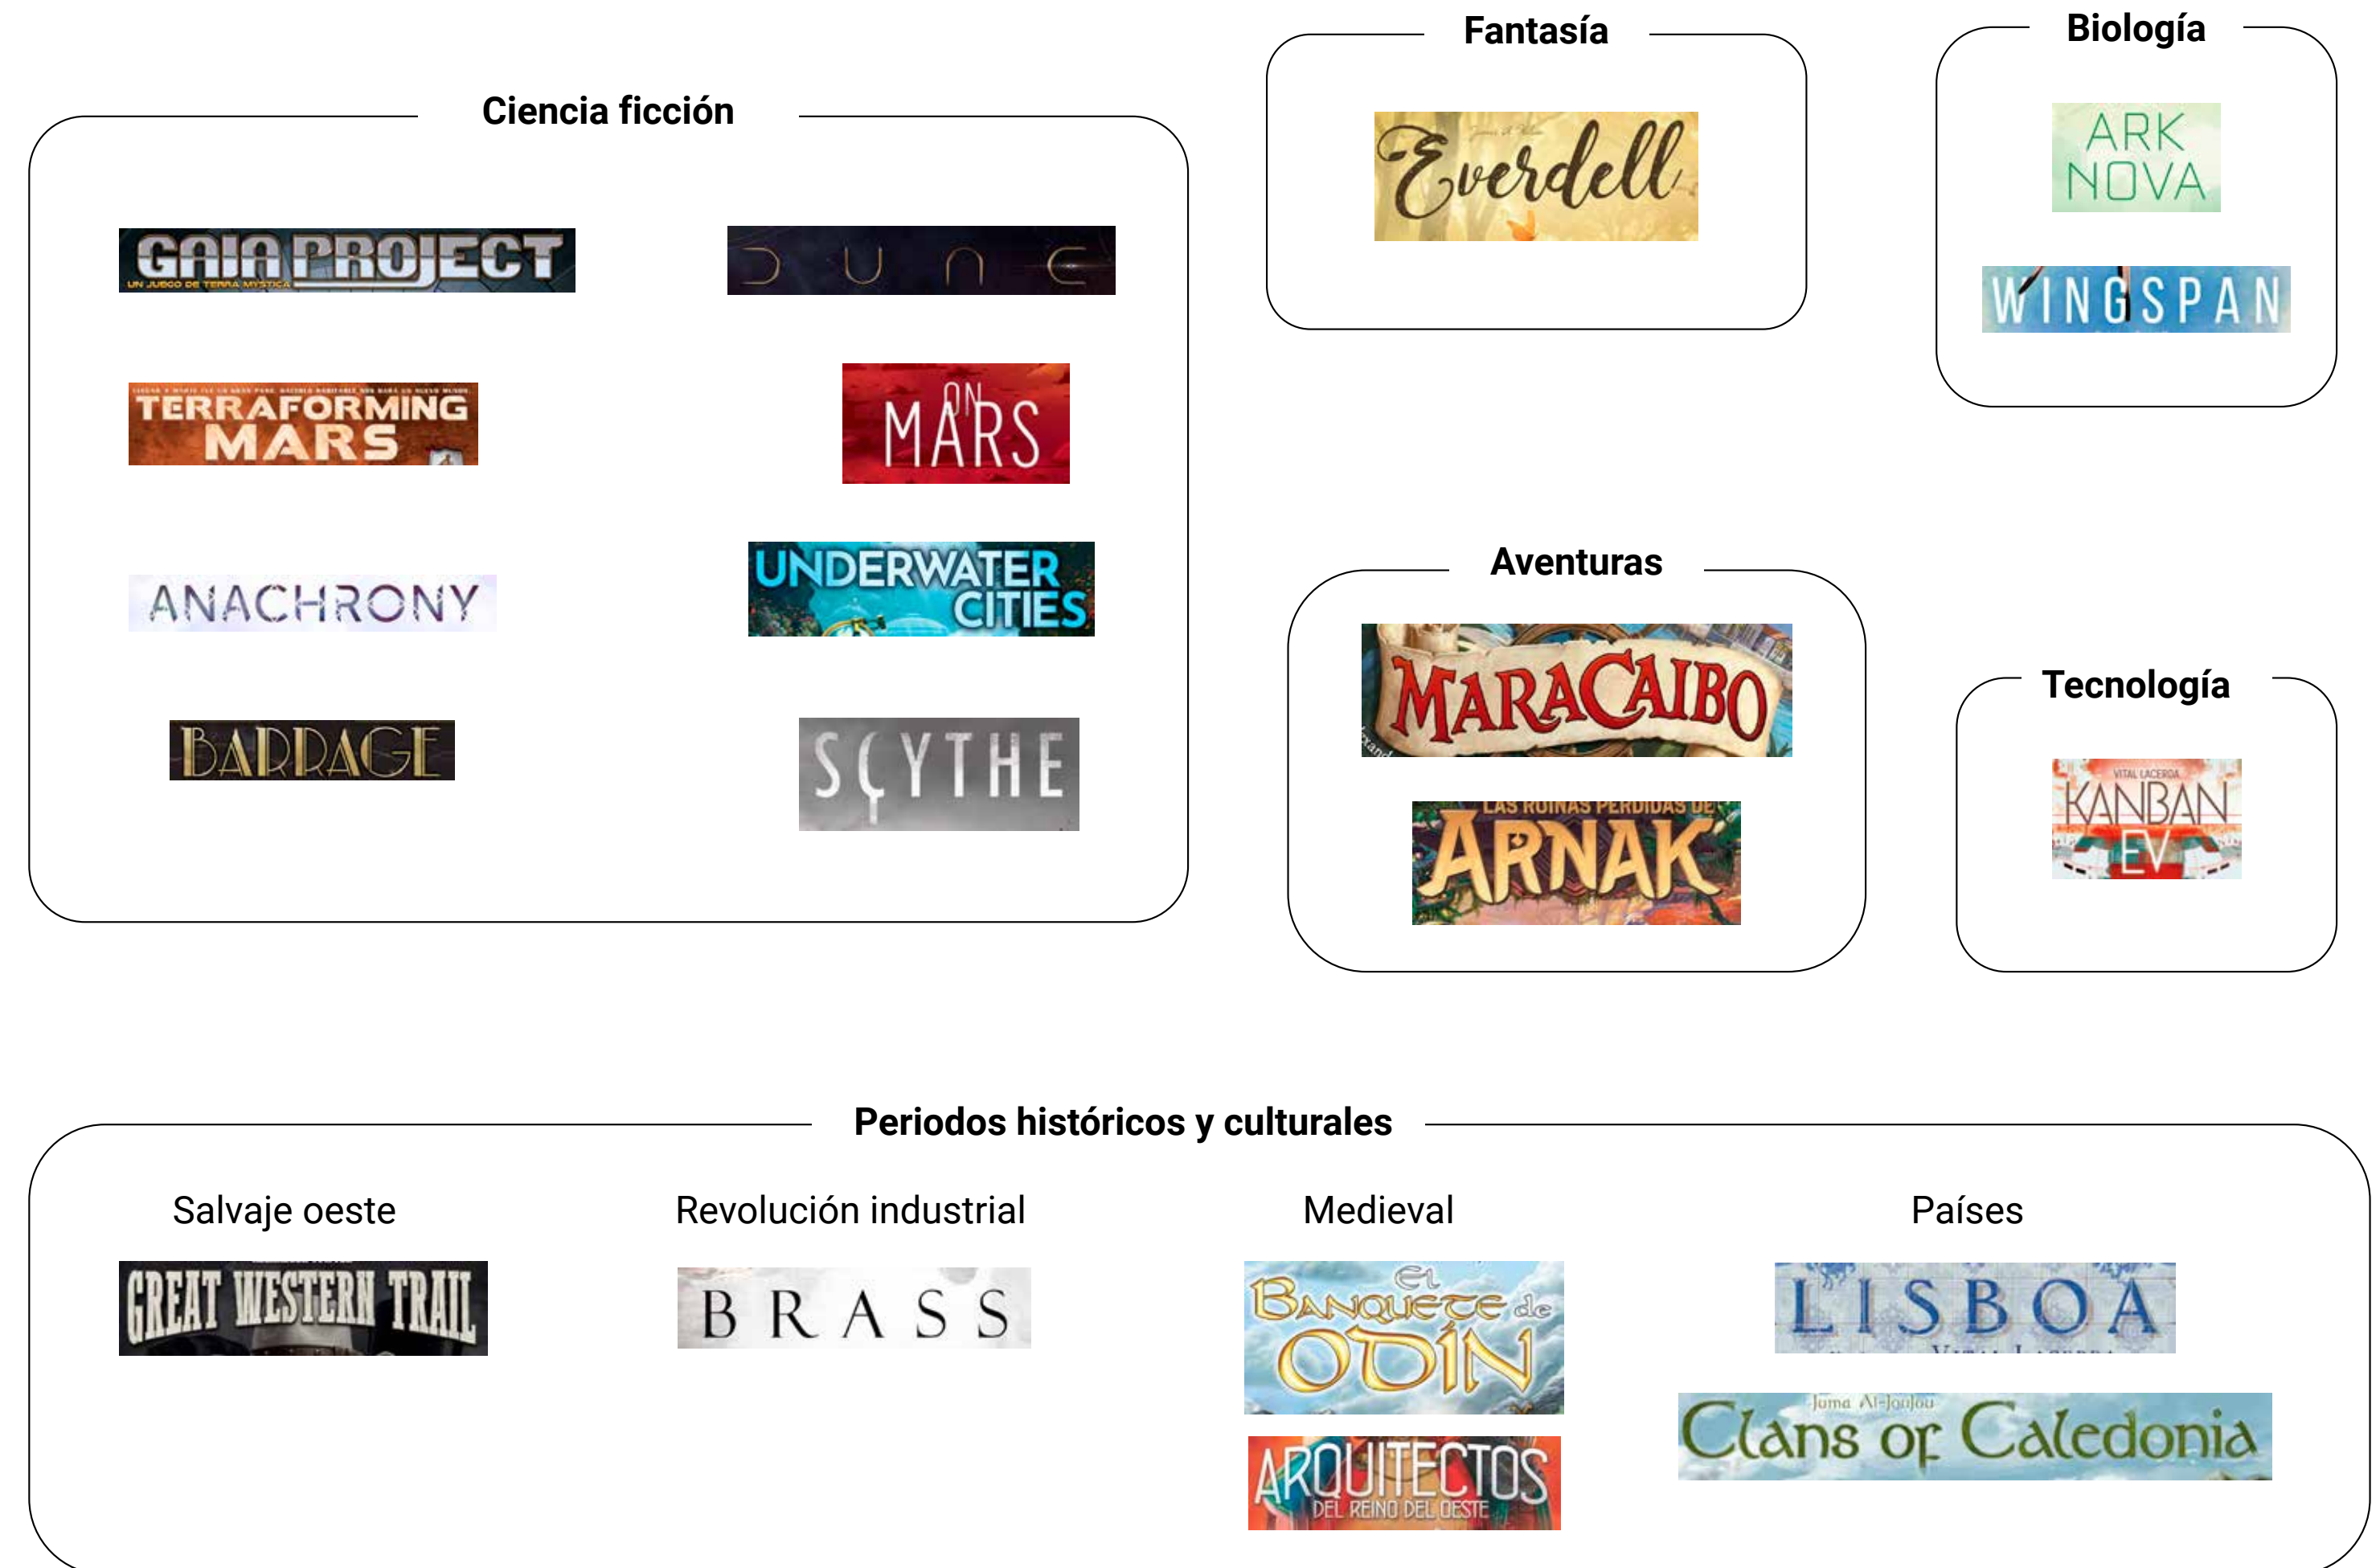 Ciencia ficción
GAIA PROJECT
UN JUEGO DE TERRA MYSTICA
DUNE
TERRAFORMING
MARS
ON
MARS
ANACHRONY
UNDERWATER
CITIES
BARRAGE
SCYTHE
Fantasía
Everdell
Biología
ARK
NOVA
WINGSPAN
Aventuras
MARACAIBO
LAS RUINAS PERDIDAS DE
ARNAK
Tecnología
VITAL LACERDA
KANBAN
EV
Periodos históricos y culturales
Salvaje oeste
GREAT WESTERN TRAIL
Revolución industrial
BRASS
Medieval
El
BANQUETE de
ODÍN
ARQUITECTOS
DEL REINO DEL OESTE
Países
LISBOA
VITAL LACERDA
Juma Al-JouJou
Clans of Caledonia